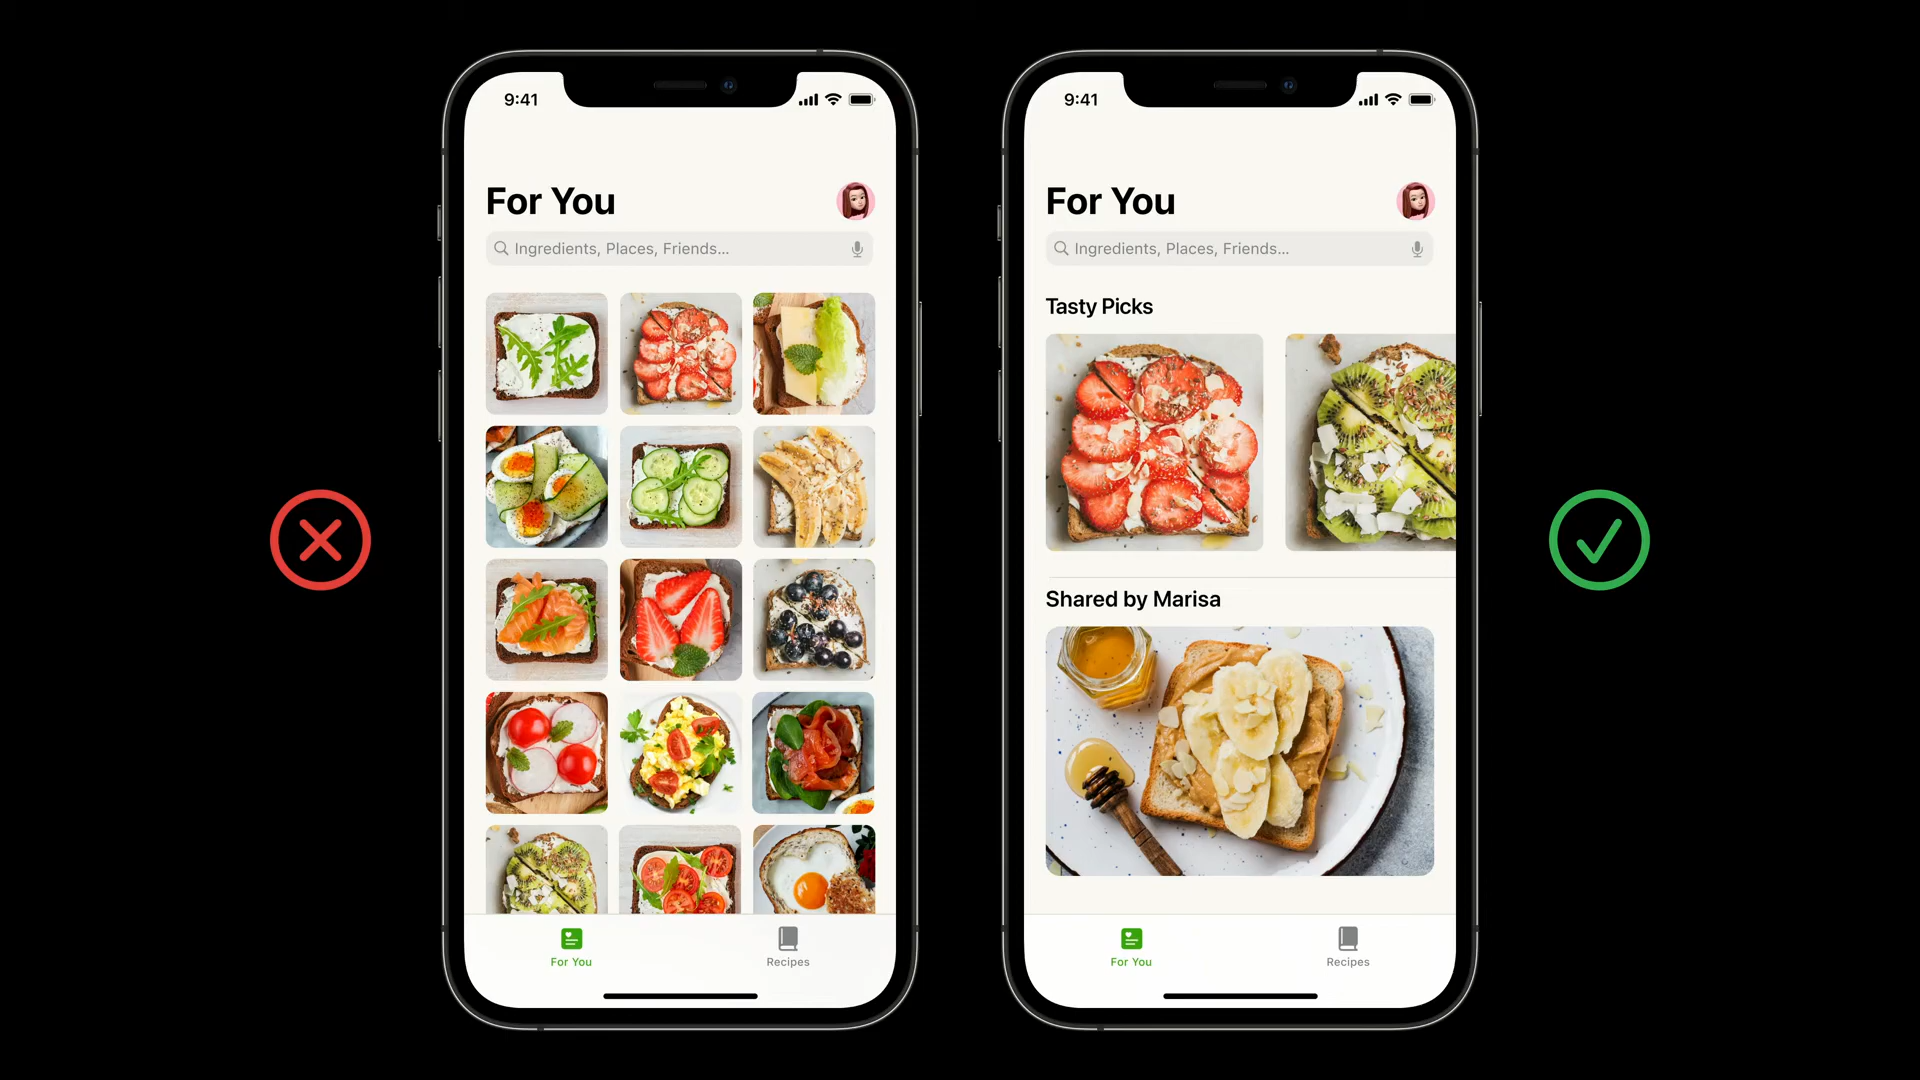 9:41
For You
Ingredients, Places, Friends...
For You
Recipes
9:41
For You
Ingredients, Places, Friends...
Tasty Picks
Shared by Marisa
For You
Recipes